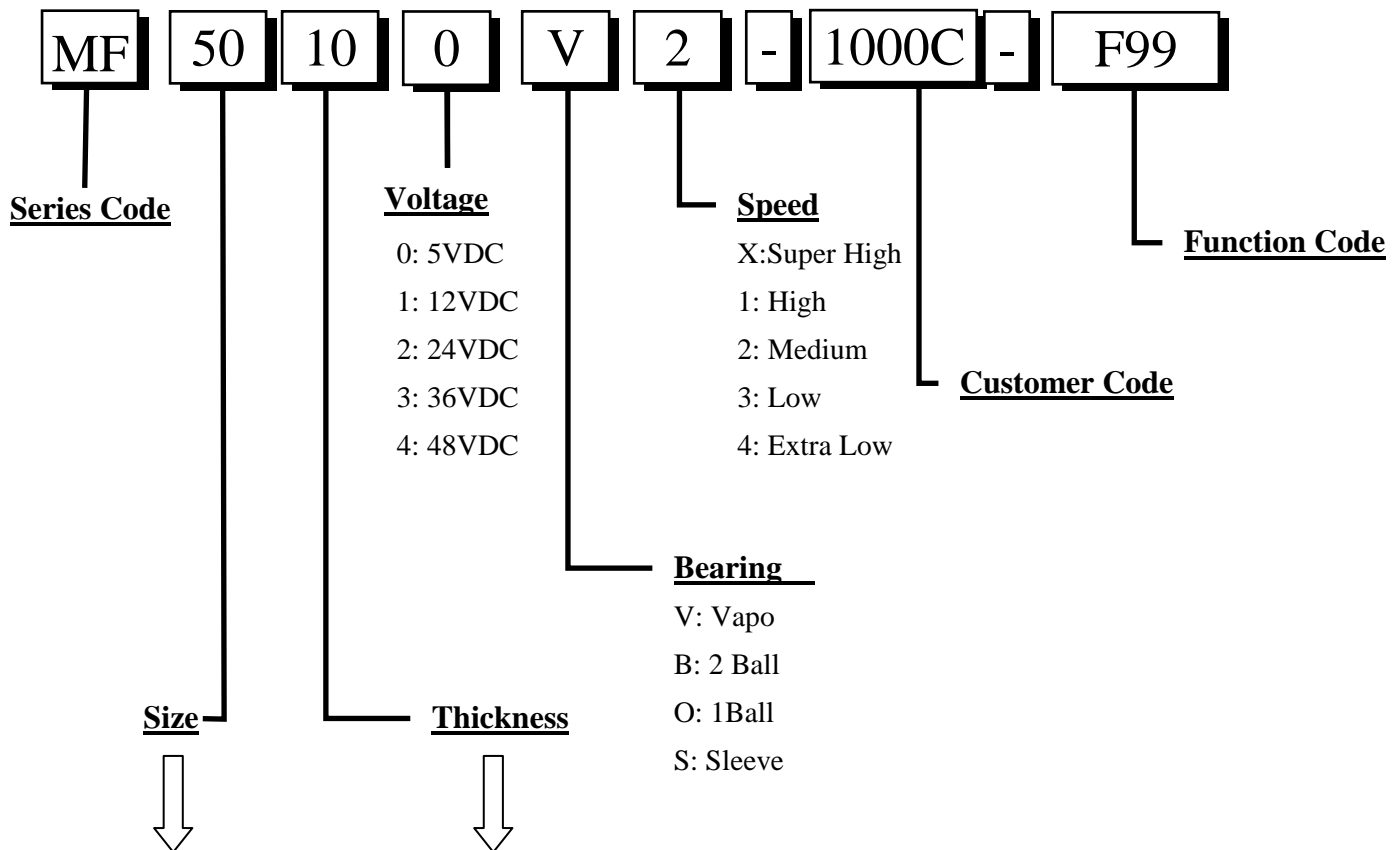 MF 50 10 0 V 2 - 1000C - F99
Series Code
Voltage
0: 5VDC
1: 12VDC
2: 24VDC
3: 36VDC
4: 48VDC
Speed
X:Super High
1: High
2: Medium
3: Low
4: Extra Low
Function Code
Customer Code
Bearing
V: Vapo
B: 2 Ball
O: 1Ball
S: Sleeve
Size
Thickness